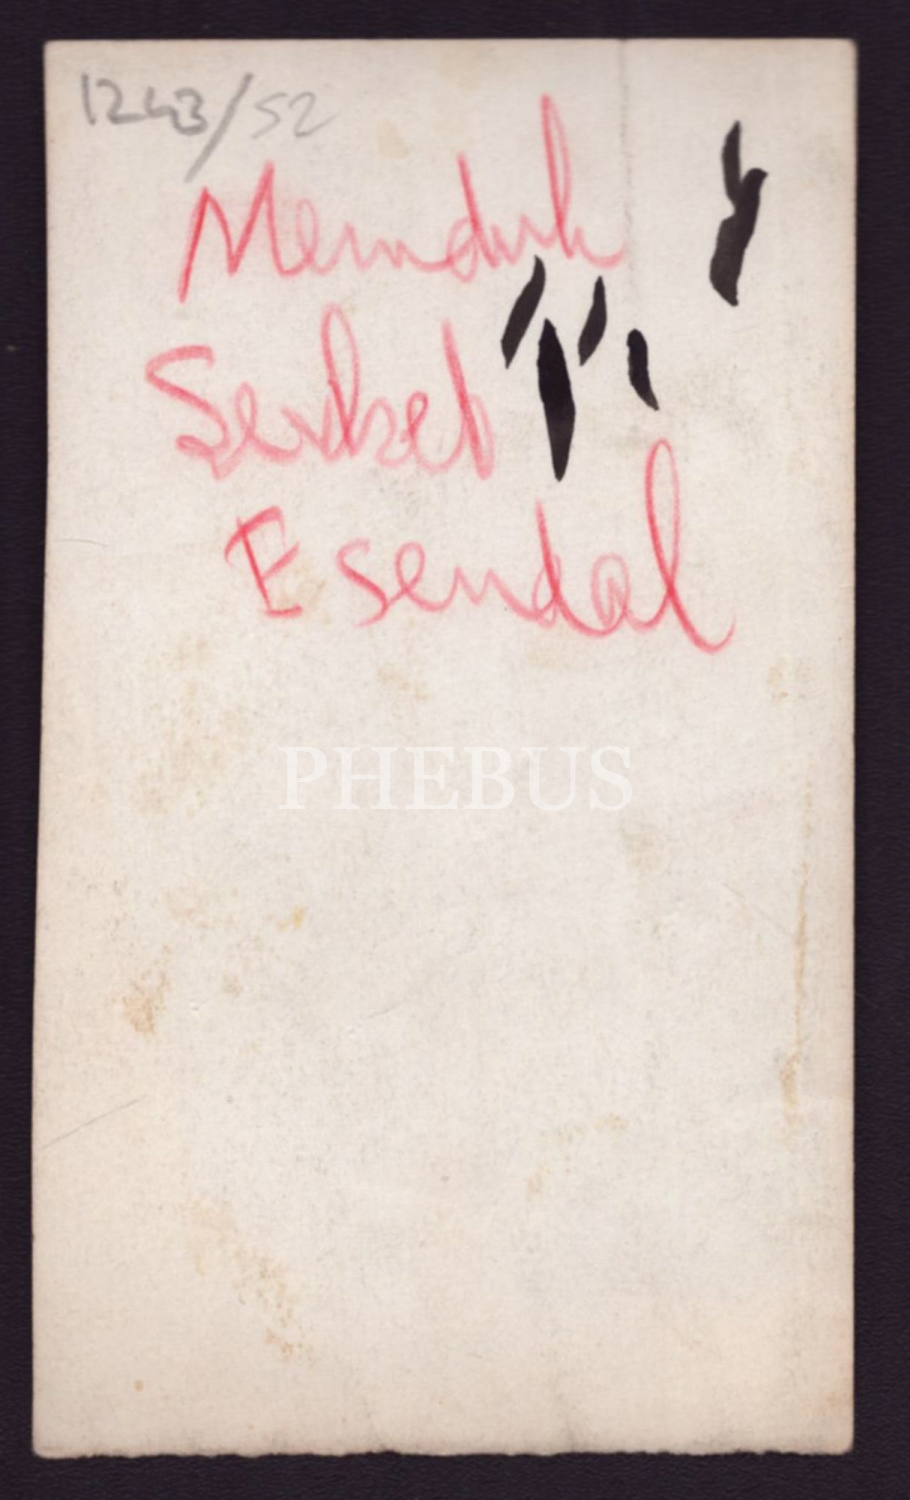 1243/52
Memduh
Şevket
Esendal
PHEBUS